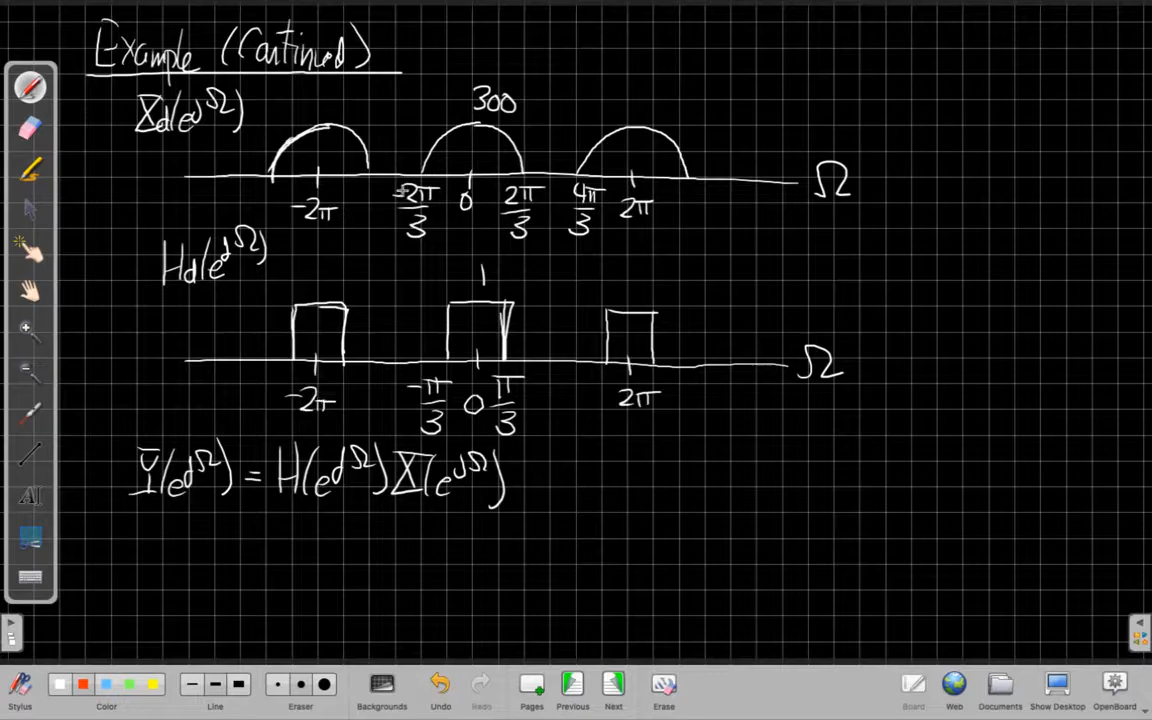 Example (Continued)
Xd(e^jΩ)
300
-2π -2π/3 0 2π/3 4π/3 2π Ω
Hd(e^jΩ)
1
-2π -π/3 0 π/3 2π Ω
Y(e^jΩ) = H(e^jΩ)X(e^jΩ)
Stylus Color Line Eraser Backgrounds Undo Redo Pages Previous Next Erase Board Web Documents Show Desktop OpenBoard